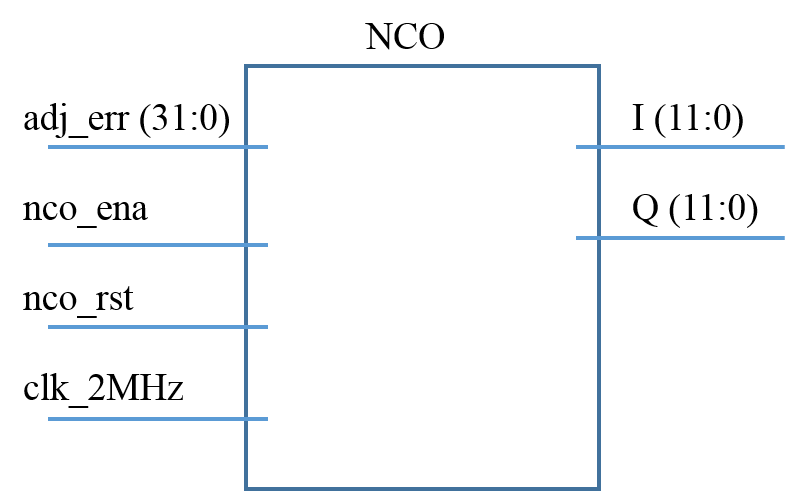 NCO
adj_err (31:0)
I (11:0)
nco_ena
Q (11:0)
nco_rst
clk_2MHz